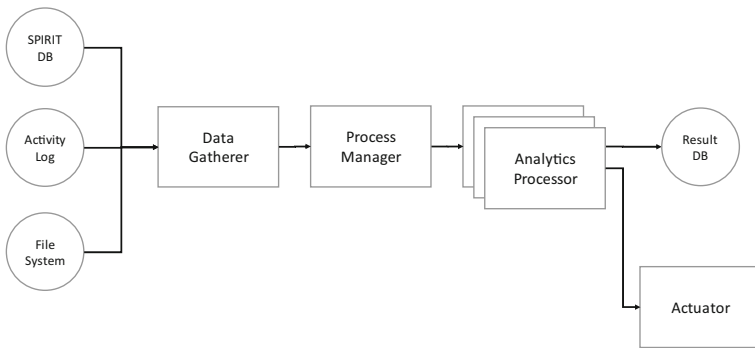 SPIRIT
DB
Activity
Log
File
System
Data
Gatherer
Process
Manager
Analytics
Processor
Result
DB
Actuator